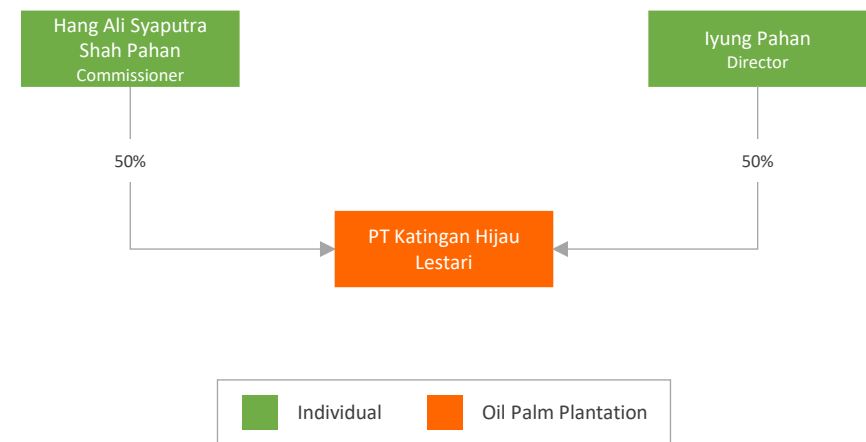 Hang Ali Syaputra
Shah Pahan
Commissioner
Iyung Pahan
Director
50%
50%
PT Katingan Hijau
Lestari
Individual
Oil Palm Plantation